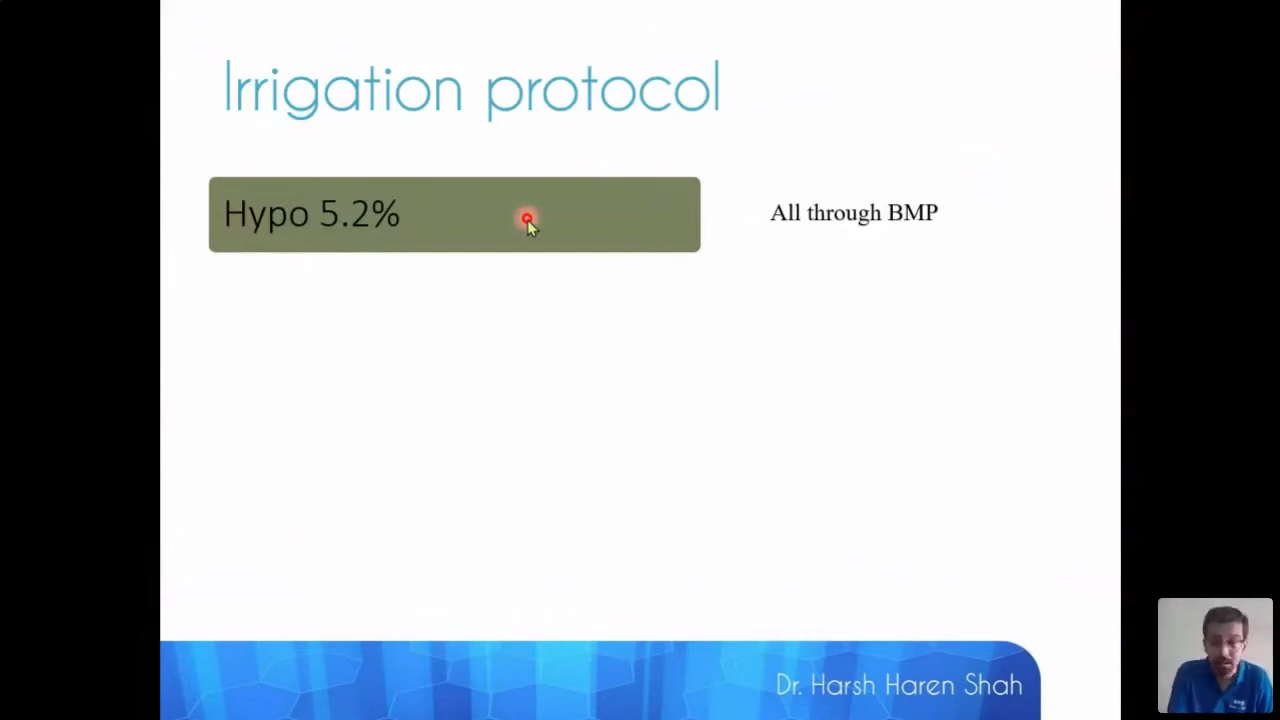 Irrigation protocol
Hypo 5.2%
All through BMP
Dr. Harsh Haren Shah